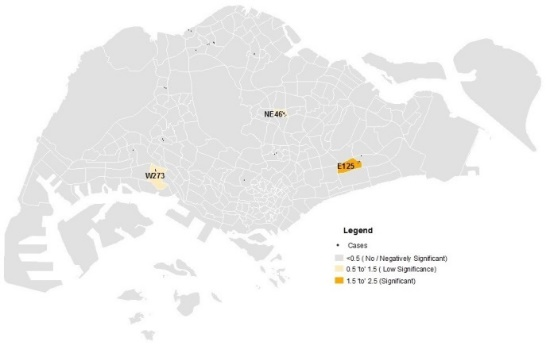 NE46
E125
W273
Legend
Cases
<0.5 ( No / Negatively Significant)
0.5 'to' 1.5 ( Low Significance)
1.5 'to' 2.5 (Significant)